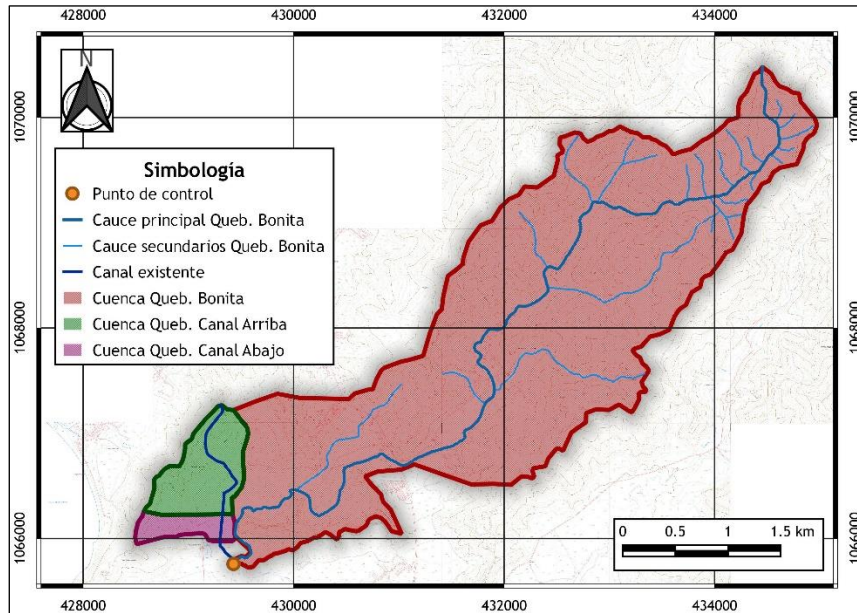 428000 430000 432000 434000
N
1070000 1070000
Simbología
Punto de control
Cauce principal Queb. Bonita
Cauce secundarios Queb. Bonita
Canal existente
Cuenca Queb. Bonita
Cuenca Queb. Canal Arriba
Cuenca Queb. Canal Abajo
1068000 1068000
1066000 1066000
0 0.5 1 1.5 km
428000 430000 432000 434000